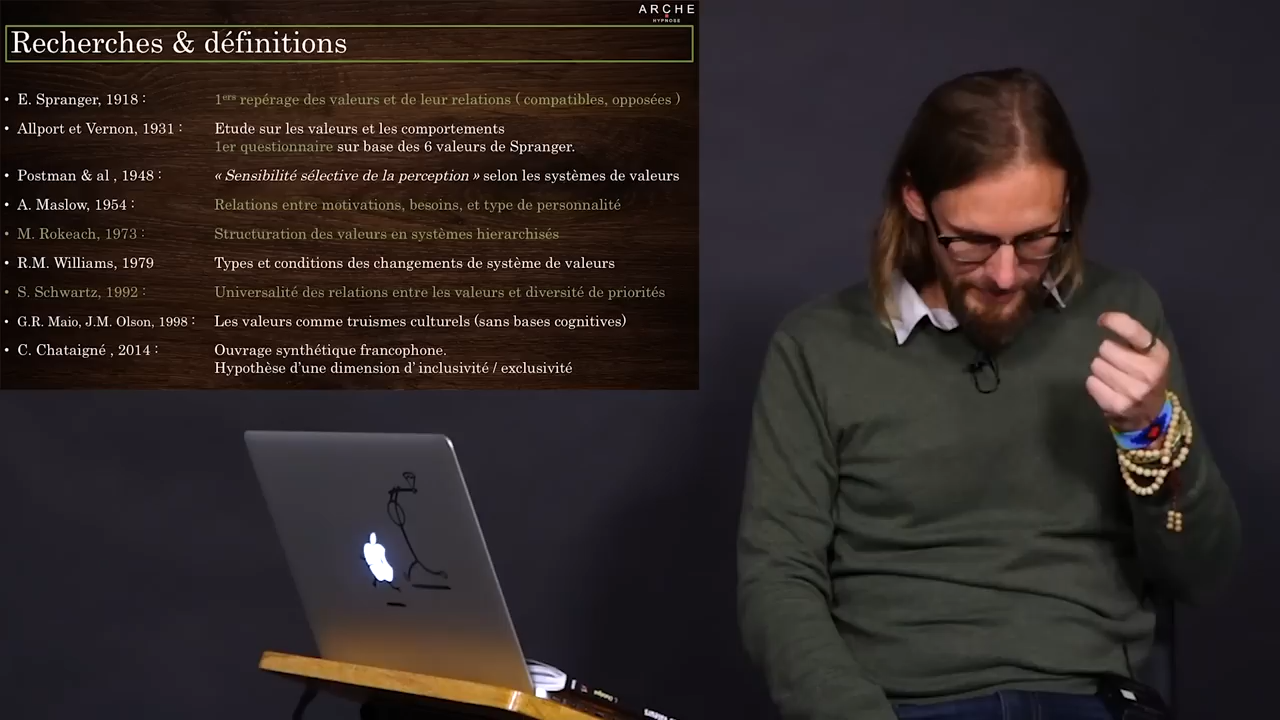 ARCHE
HYPNOSE
Recherches & définitions
• E. Spranger, 1918 : 1ers repérage des valeurs et de leur relations ( compatibles, opposées )
• Allport et Vernon, 1931 : Etude sur les valeurs et les comportements
1er questionnaire sur base des 6 valeurs de Spranger.
• Postman & al , 1948 : « Sensibilité sélective de la perception » selon les systèmes de valeurs
• A. Maslow, 1954 : Relations entre motivations, besoins, et type de personnalité
• M. Rokeach, 1973 : Structuration des valeurs en systèmes hierarchisés
• R.M. Williams, 1979 Types et conditions des changements de système de valeurs
• S. Schwartz, 1992 : Universalité des relations entre les valeurs et diversité de priorités
• G.R. Maio, J.M. Olson, 1998 : Les valeurs comme truismes culturels (sans bases cognitives)
• C. Chataigné , 2014 : Ouvrage synthétique francophone.
Hypothèse d'une dimension d' inclusivité / exclusivité